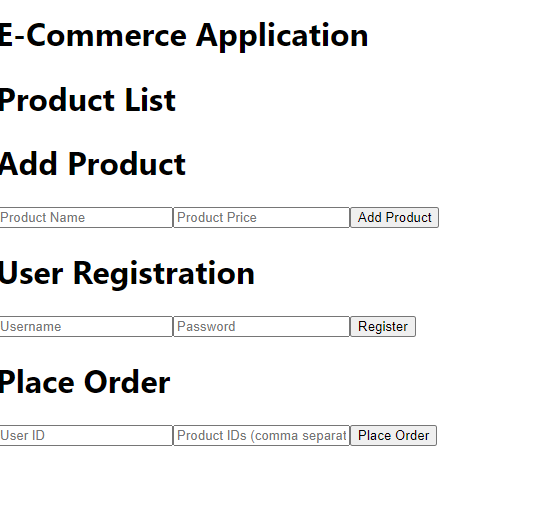 E-Commerce Application
Product List
Add Product
Product Name Product Price Add Product
User Registration
Username Password Register
Place Order
User ID Product IDs (comma separat Place Order